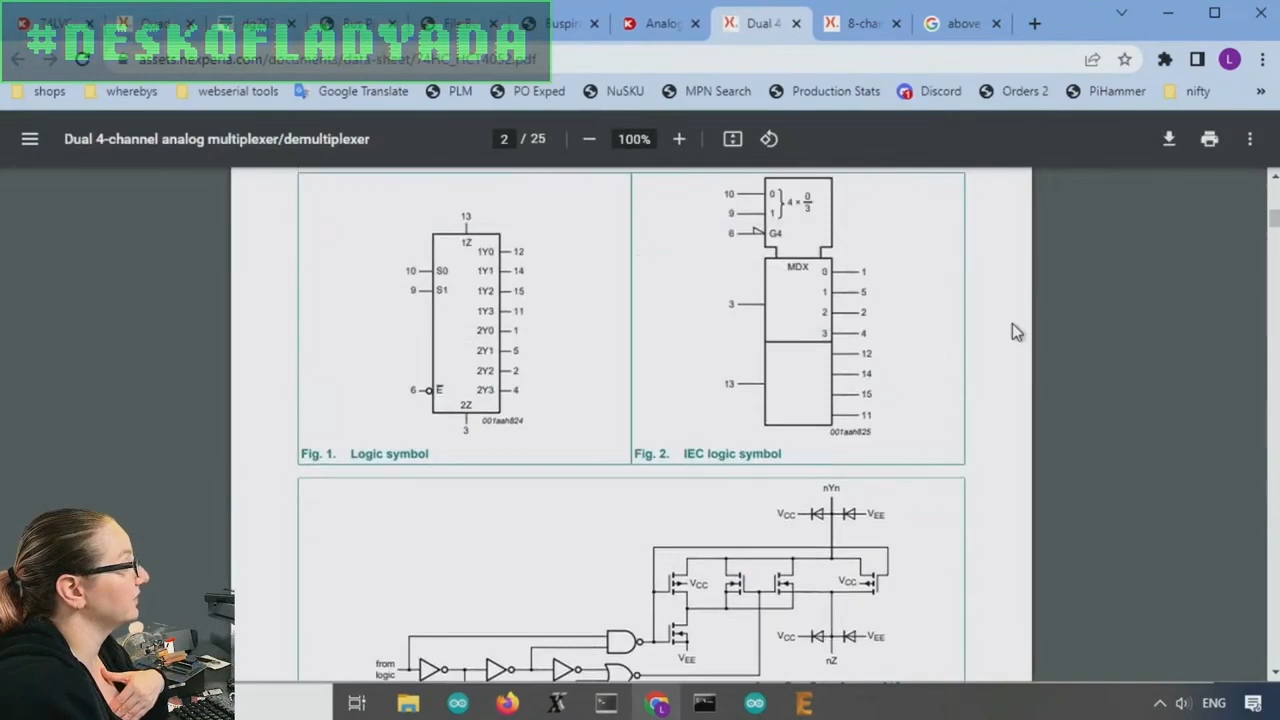 74LVC
Quad
Bus P
File E
Buspira
Analog
Dual 4
8-char
above
#DESKOFLADYADA
assets.nexperia.com/documents/data-sheet/74HC_HCT4052.pdf
shops
wherebys
webserial tools
Google Translate
PLM
PO Exped
NuSKU
MPN Search
Production Stats
Discord
Orders 2
PiHammer
nifty
»
Dual 4-channel analog multiplexer/demultiplexer
2 / 25
100%
13
1Z
10 S0
9 S1
6 E
1Y0 12
1Y1 14
1Y2 15
1Y3 11
2Y0 1
2Y1 5
2Y2 2
2Y3 4
2Z
3
001aah824
Fig. 1. Logic symbol
10 0
9 1
4 × 0/3
6 G4
MDX
0 1
1 5
2 2
3 4
3
12
14
13
15
11
001aah825
Fig. 2. IEC logic symbol
nYn
VCC VEE
VCC VCC
VCC VEE
VEE nZ
from
logic
ENG